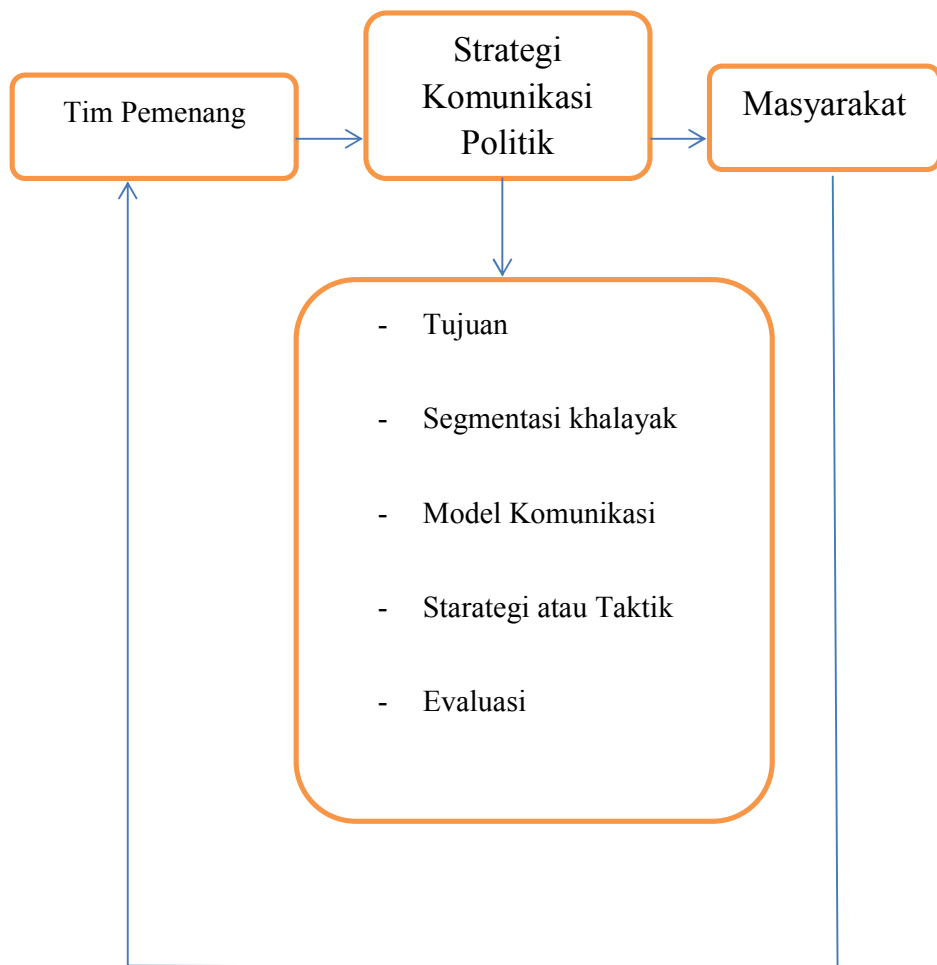 Tim Pemenang
Strategi
Komunikasi
Politik
Masyarakat
- Tujuan
- Segmentasi khalayak
- Model Komunikasi
- Starategi atau Taktik
- Evaluasi